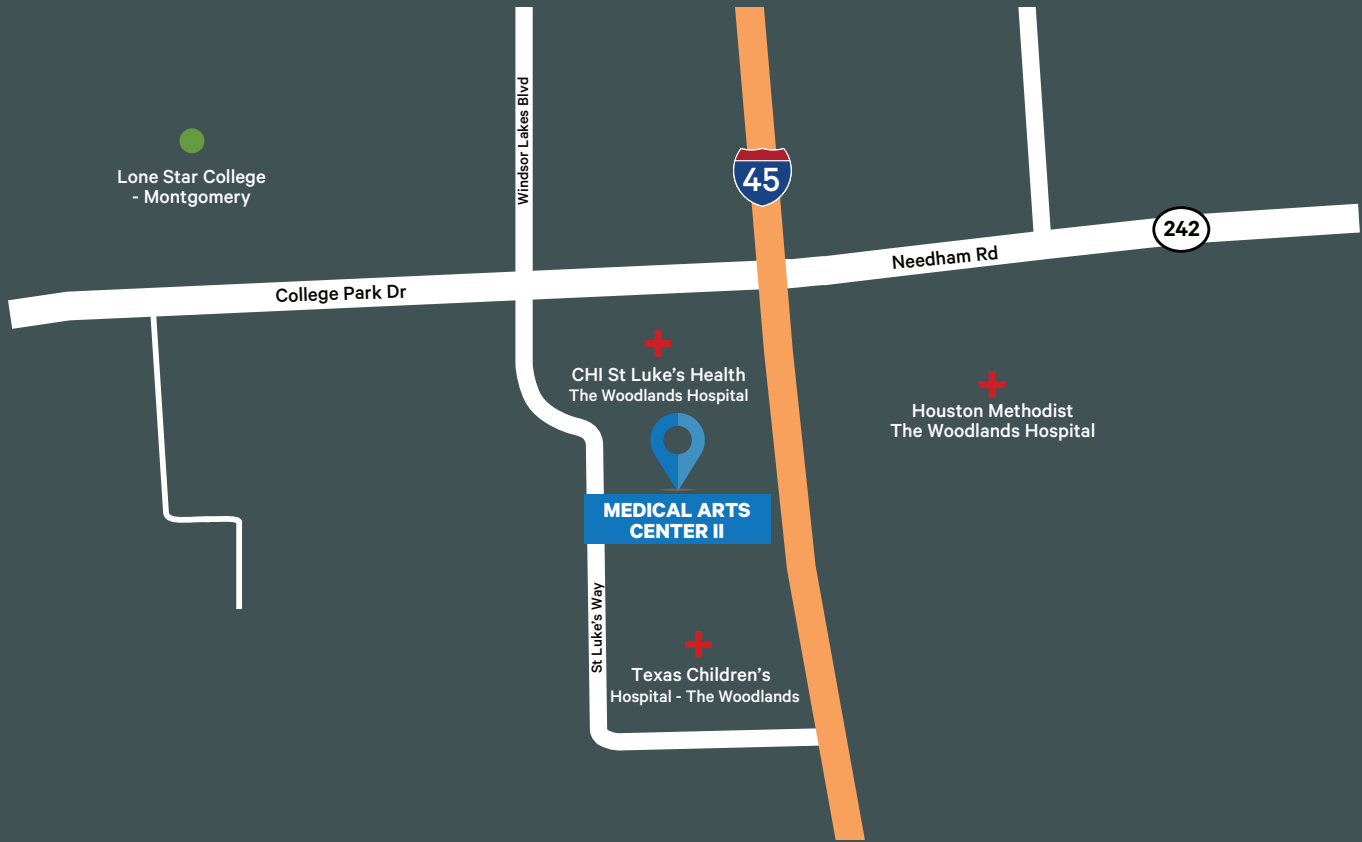 Windsor Lakes Blvd
Lone Star College
- Montgomery
45
242
Needham Rd
College Park Dr
CHI St Luke’s Health
The Woodlands Hospital
Houston Methodist
The Woodlands Hospital
MEDICAL ARTS
CENTER II
St Luke’s Way
Texas Children’s
Hospital - The Woodlands